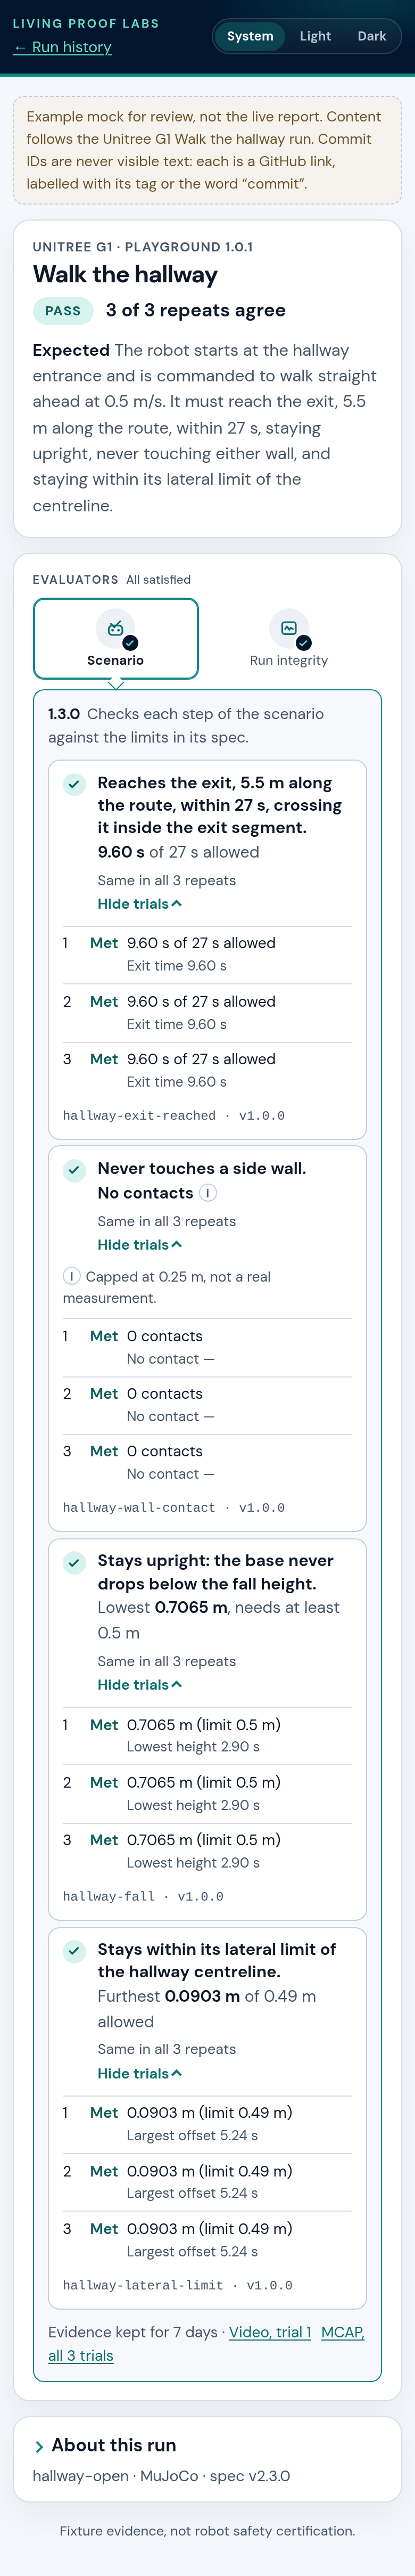 LIVING PROOF LABS
← Run history
System Light Dark
Example mock for review, not the live report. Content
follows the Unitree G1 Walk the hallway run. Commit
IDs are never visible text: each is a GitHub link,
labelled with its tag or the word “commit”.
UNITREE G1 · PLAYGROUND 1.0.1
Walk the hallway
PASS 3 of 3 repeats agree
Expected The robot starts at the hallway
entrance and is commanded to walk straight
ahead at 0.5 m/s. It must reach the exit, 5.5
m along the route, within 27 s, staying
upright, never touching either wall, and
staying within its lateral limit of the
centreline.
EVALUATORS All satisfied
Scenario
Run integrity
1.3.0 Checks each step of the scenario
against the limits in its spec.
Reaches the exit, 5.5 m along
the route, within 27 s, crossing
it inside the exit segment.
9.60 s of 27 s allowed
Same in all 3 repeats
Hide trials
1 Met 9.60 s of 27 s allowed
Exit time 9.60 s
2 Met 9.60 s of 27 s allowed
Exit time 9.60 s
3 Met 9.60 s of 27 s allowed
Exit time 9.60 s
hallway-exit-reached · v1.0.0
Never touches a side wall.
No contacts i
Same in all 3 repeats
Hide trials
i Capped at 0.25 m, not a real
measurement.
1 Met 0 contacts
No contact —
2 Met 0 contacts
No contact —
3 Met 0 contacts
No contact —
hallway-wall-contact · v1.0.0
Stays upright: the base never
drops below the fall height.
Lowest 0.7065 m, needs at least
0.5 m
Same in all 3 repeats
Hide trials
1 Met 0.7065 m (limit 0.5 m)
Lowest height 2.90 s
2 Met 0.7065 m (limit 0.5 m)
Lowest height 2.90 s
3 Met 0.7065 m (limit 0.5 m)
Lowest height 2.90 s
hallway-fall · v1.0.0
Stays within its lateral limit of
the hallway centreline.
Furthest 0.0903 m of 0.49 m
allowed
Same in all 3 repeats
Hide trials
1 Met 0.0903 m (limit 0.49 m)
Largest offset 5.24 s
2 Met 0.0903 m (limit 0.49 m)
Largest offset 5.24 s
3 Met 0.0903 m (limit 0.49 m)
Largest offset 5.24 s
hallway-lateral-limit · v1.0.0
Evidence kept for 7 days · Video, trial 1 MCAP,
all 3 trials
About this run
hallway-open · MuJoCo · spec v2.3.0
Fixture evidence, not robot safety certification.